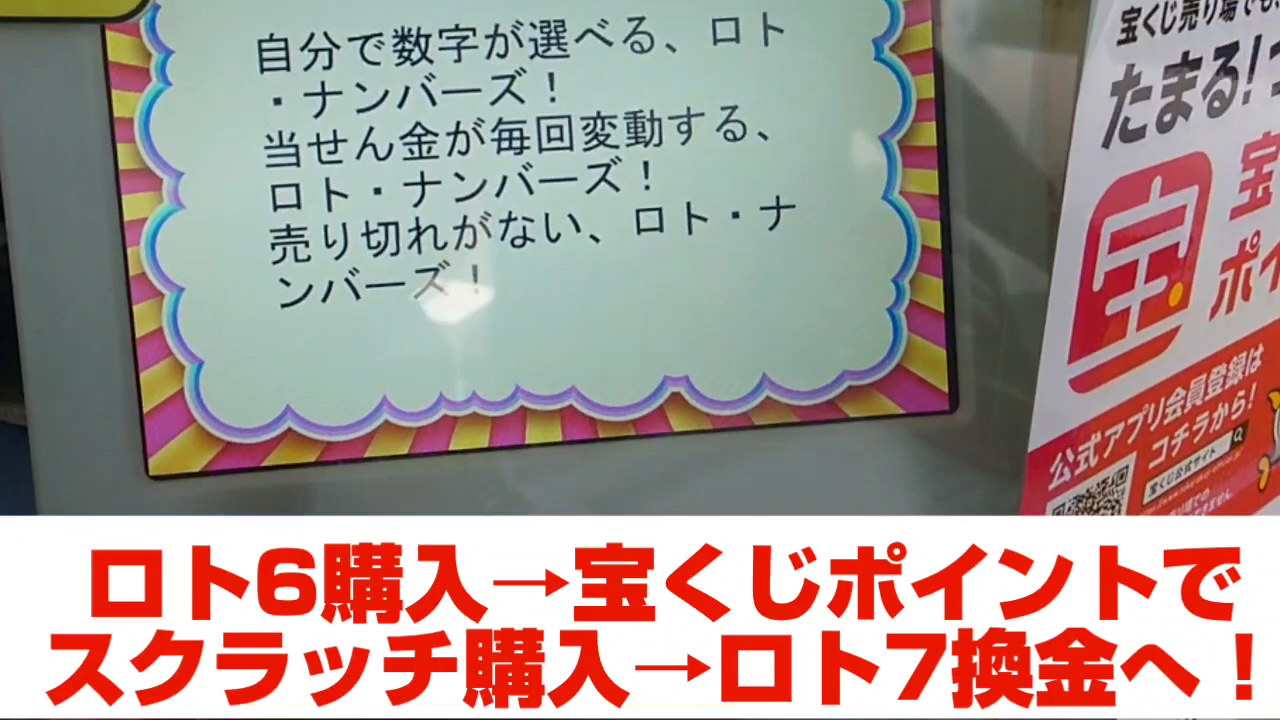 自分で数字が選べる、ロト
・ナンバーズ！
当せん金が毎回変動する、
ロト・ナンバーズ！
売り切れがない、ロト・ナ
ンバーズ！
宝くじ売り場でも
たまる！
宝
宝
ポイ
公式アプリ会員登録は
コチラから！
宝くじ公式サイト
ロト6購入→宝くじポイントで
スクラッチ購入→ロト7換金へ！